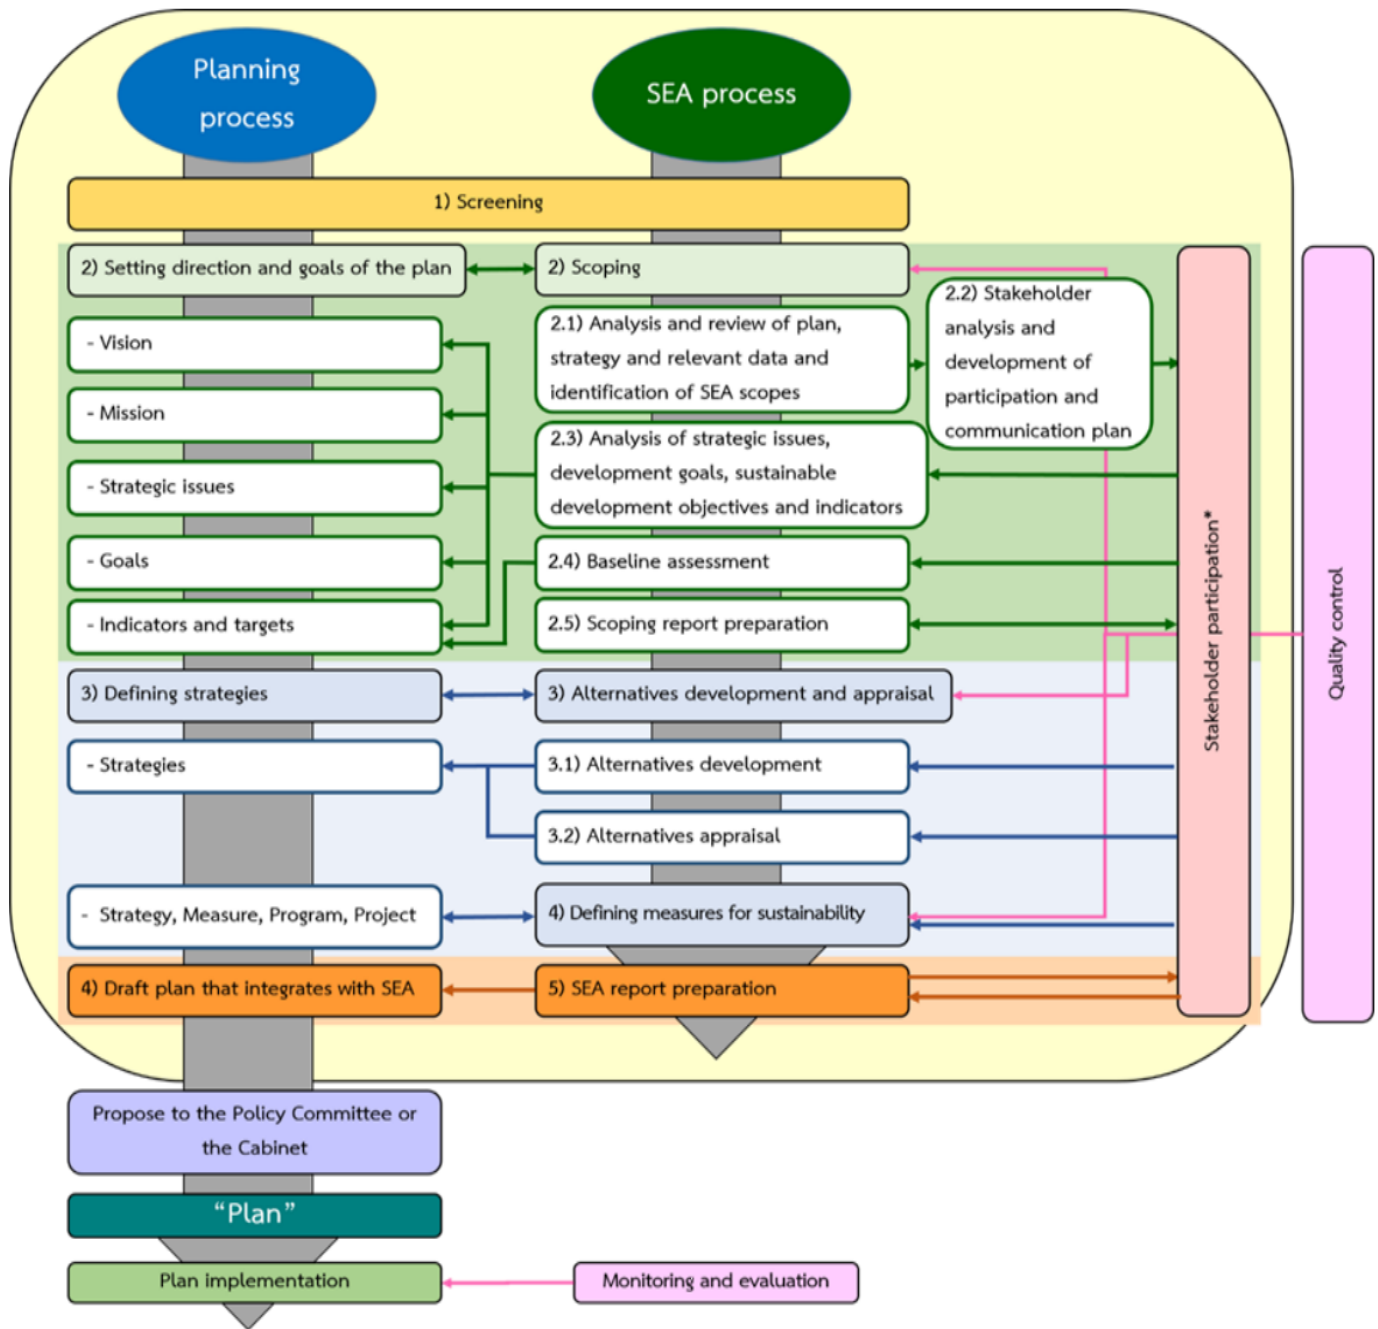 Planning
process
SEA process
1) Screening
2) Setting direction and goals of the plan
2) Scoping
- Vision
- Mission
- Strategic issues
- Goals
- Indicators and targets
2.1) Analysis and review of plan,
strategy and relevant data and
identification of SEA scopes
2.2) Stakeholder
analysis and
development of
participation and
communication plan
2.3) Analysis of strategic issues,
development goals, sustainable
development objectives and indicators
2.4) Baseline assessment
2.5) Scoping report preparation
3) Defining strategies
3) Alternatives development and appraisal
- Strategies
3.1) Alternatives development
3.2) Alternatives appraisal
- Strategy, Measure, Program, Project
4) Defining measures for sustainability
4) Draft plan that integrates with SEA
5) SEA report preparation
Stakeholder participation*
Quality control
Propose to the Policy Committee or
the Cabinet
“Plan”
Plan implementation
Monitoring and evaluation